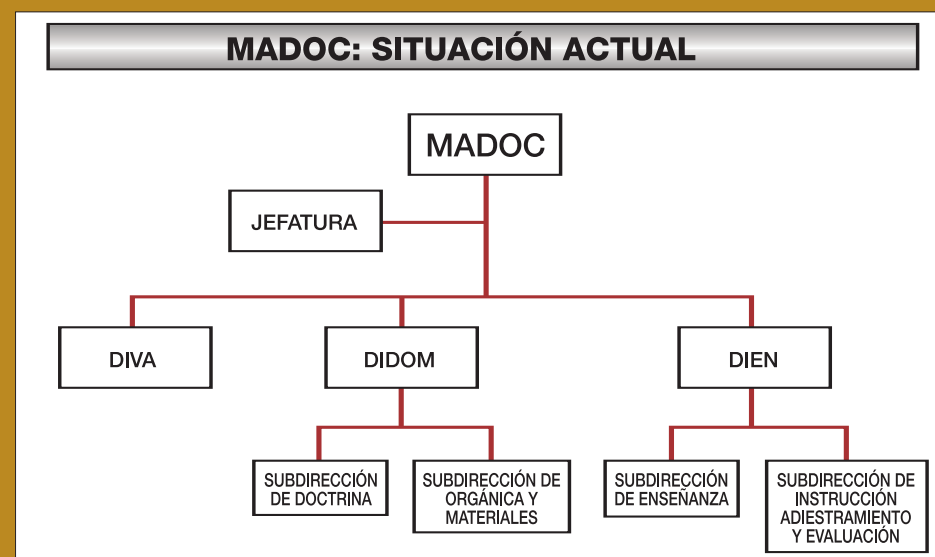 MADOC: SITUACIÓN ACTUAL
MADOC
JEFATURA
DIVA
DIDOM
DIEN
SUBDIRECCIÓN
DE DOCTRINA
SUBDIRECCIÓN DE
ORGÁNICA Y
MATERIALES
SUBDIRECCIÓN
DE ENSEÑANZA
SUBDIRECCIÓN DE
INSTRUCCIÓN
ADIESTRAMIENTO
Y EVALUACIÓN